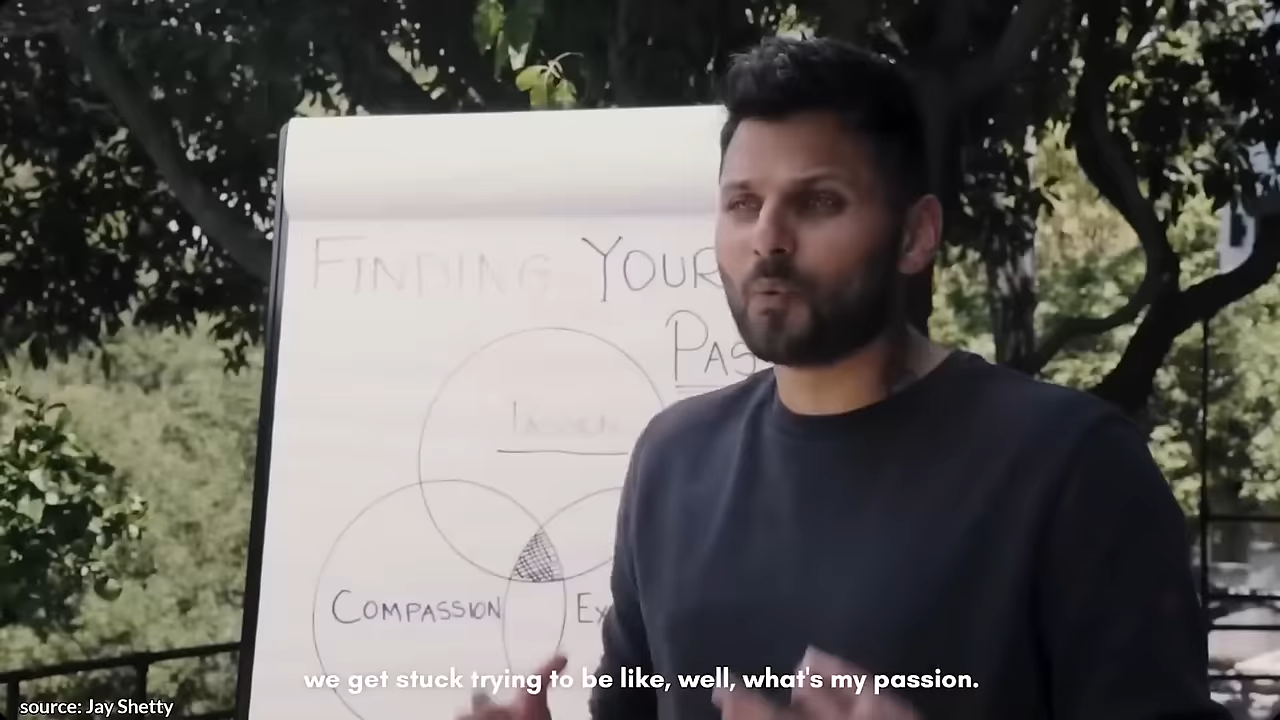 FINDING YOUR
PAS
PASSION
COMPASSION
EX
we get stuck trying to be like, well, what's my passion.
source: Jay Shetty